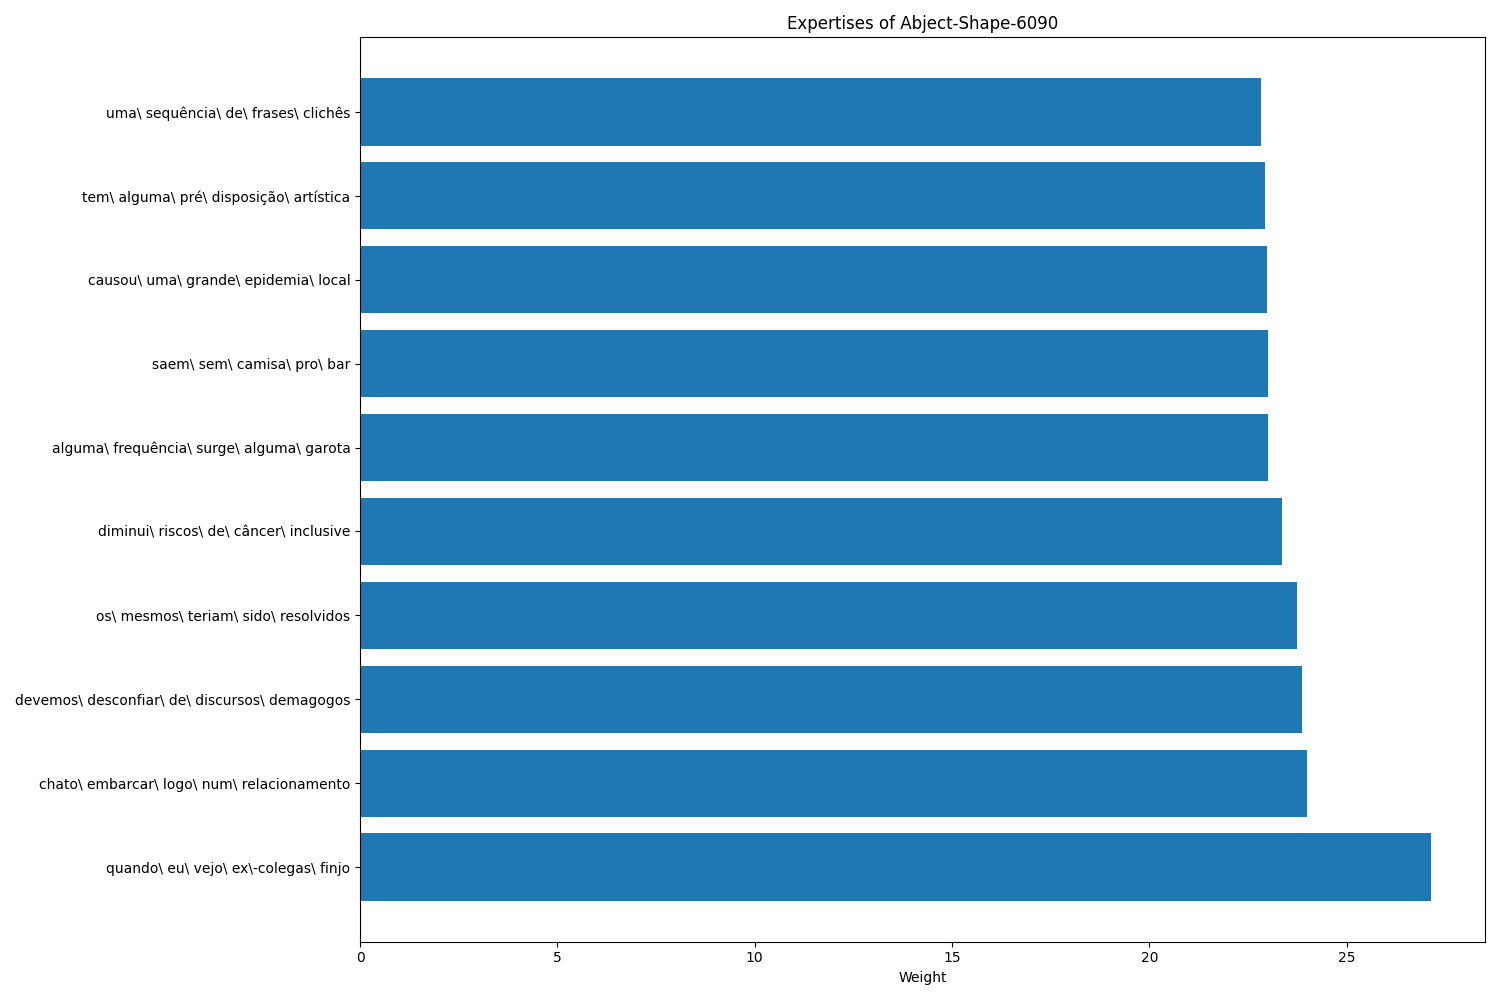 Expertises of Abject-Shape-6090
uma\ sequência\ de\ frases\ clichês
tem\ alguma\ pré\ disposição\ artística
causou\ uma\ grande\ epidemia\ local
saem\ sem\ camisa\ pro\ bar
alguma\ frequência\ surge\ alguma\ garota
diminui\ riscos\ de\ câncer\ inclusive
os\ mesmos\ teriam\ sido\ resolvidos
devemos\ desconfiar\ de\ discursos\ demagogos
chato\ embarcar\ logo\ num\ relacionamento
quando\ eu\ vejo\ ex\-colegas\ finjo
0 5 10 15 20 25
Weight